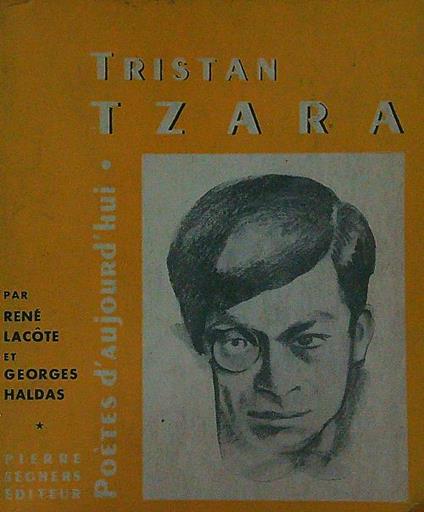 TRISTAN
TZARA
POÈTES d'AUJOURd'hui •
PAR
RENÉ
LACÔTE
ET
GEORGES
HALDAS
*
PIERRE
SEGHERS
ÉDITEUR